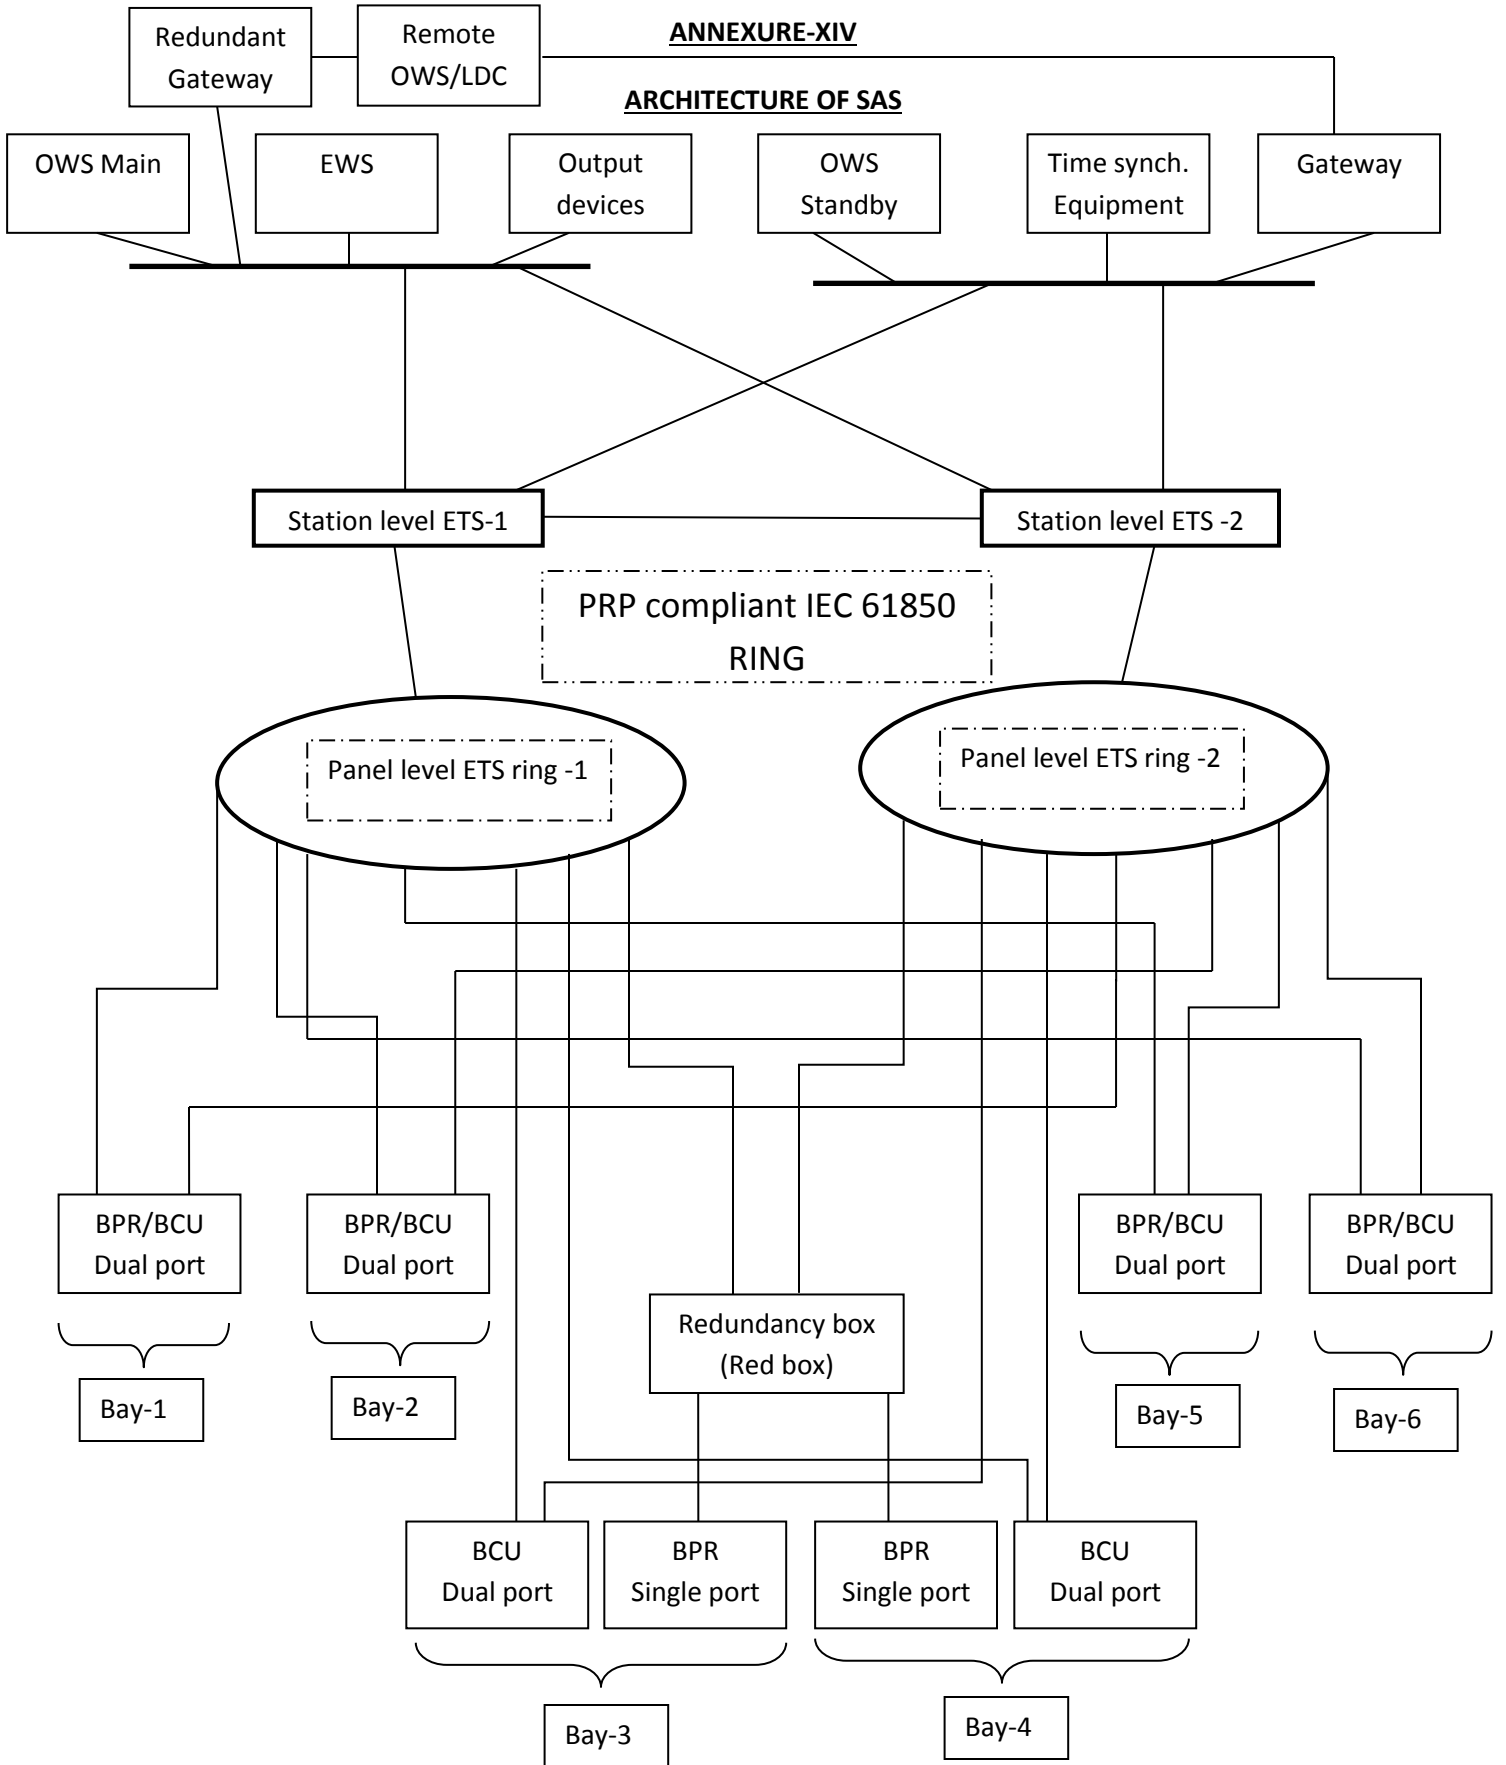 ANNEXURE-XIV
Redundant
Gateway
Remote
OWS/LDC
ARCHITECTURE OF SAS
OWS Main
EWS
Output
devices
OWS
Standby
Time synch.
Equipment
Gateway
Station level ETS-1
Station level ETS -2
PRP compliant IEC 61850
RING
Panel level ETS ring -1
Panel level ETS ring -2
BPR/BCU
Dual port
BPR/BCU
Dual port
BPR/BCU
Dual port
BPR/BCU
Dual port
Redundancy box
(Red box)
Bay-1
Bay-2
Bay-5
Bay-6
BCU
Dual port
BPR
Single port
BPR
Single port
BCU
Dual port
Bay-3
Bay-4